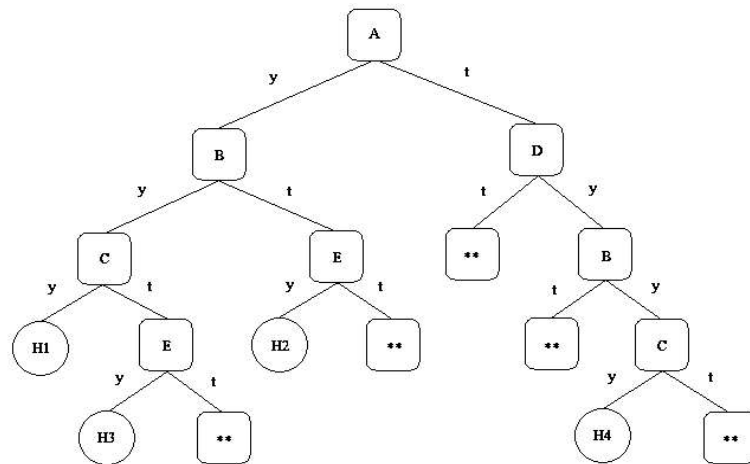 A
y t
B D
y t t y
C E ** B
y t y t t y
H1 E H2 ** ** C
y t y t
H3 ** H4 **